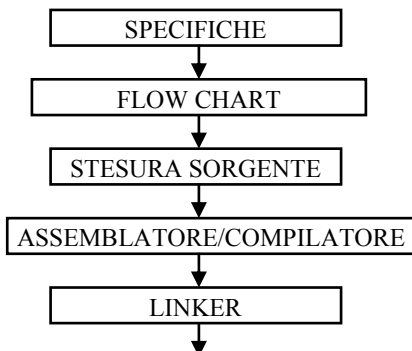 SPECIFICHE
FLOW CHART
STESURA SORGENTE
ASSEMBLATORE/COMPILATORE
LINKER